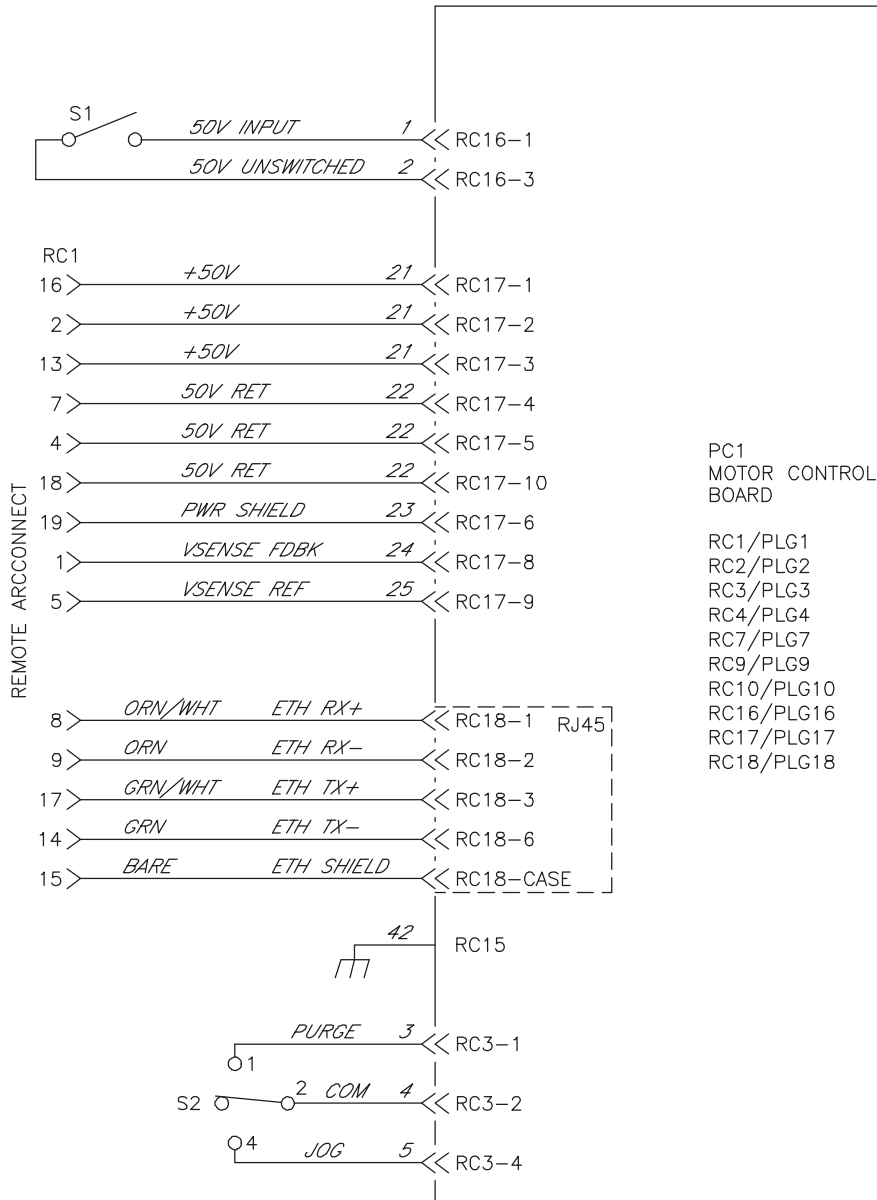 S1 50V INPUT 1 RC16-1
50V UNSWITCHED 2 RC16-3
RC1
16 +50V 21 RC17-1
2 +50V 21 RC17-2
13 +50V 21 RC17-3
7 50V RET 22 RC17-4
4 50V RET 22 RC17-5
18 50V RET 22 RC17-10
19 PWR SHIELD 23 RC17-6
1 VSENSE FDBK 24 RC17-8
5 VSENSE REF 25 RC17-9
REMOTE ARCCONNECT
8 ORN/WHT ETH RX+ RC18-1 RJ45
9 ORN ETH RX- RC18-2
17 GRN/WHT ETH TX+ RC18-3
14 GRN ETH TX- RC18-6
15 BARE ETH SHIELD RC18-CASE
42 RC15
PURGE 3 RC3-1
1
S2 2 COM 4 RC3-2
4 JOG 5 RC3-4
PC1
MOTOR CONTROL
BOARD
RC1/PLG1
RC2/PLG2
RC3/PLG3
RC4/PLG4
RC7/PLG7
RC9/PLG9
RC10/PLG10
RC16/PLG16
RC17/PLG17
RC18/PLG18